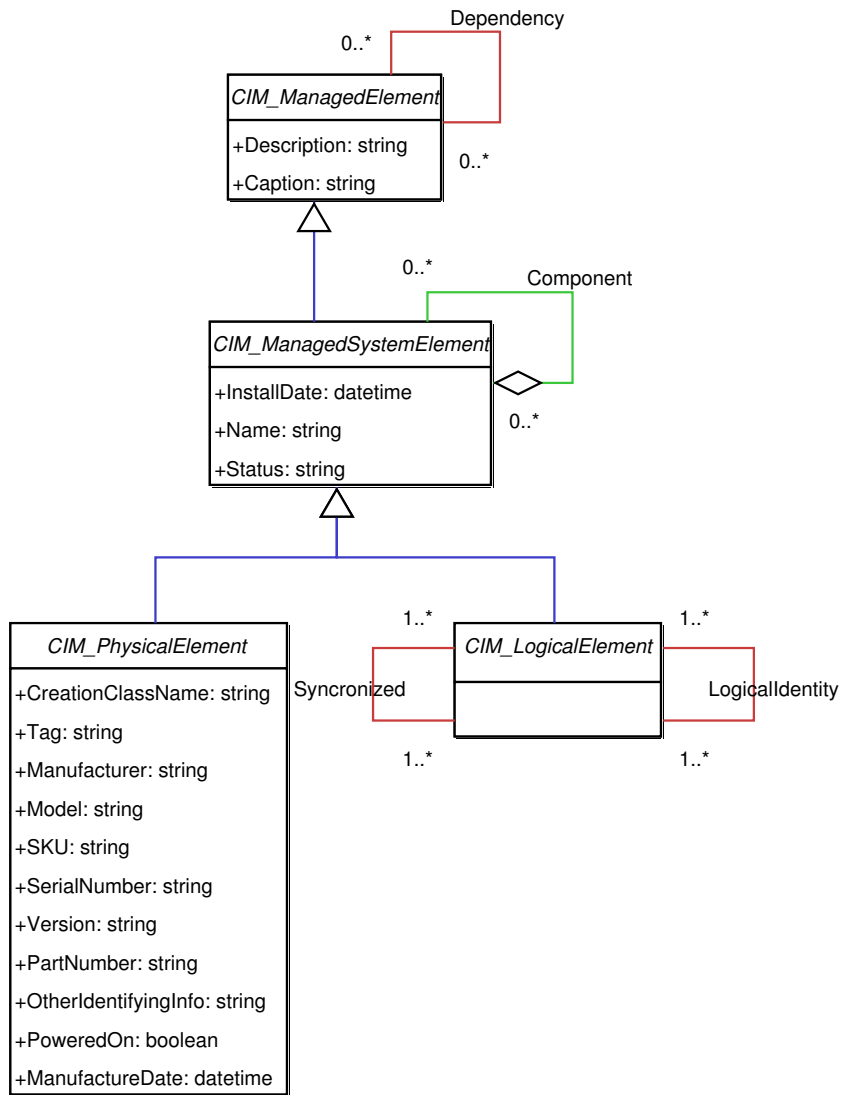 Dependency
0..*
CIM_ManagedElement
+Description: string
0..*
+Caption: string
0..*
Component
CIM_ManagedSystemElement
+InstallDate: datetime
0..*
+Name: string
+Status: string
1..*
1..*
CIM_PhysicalElement
CIM_LogicalElement
+CreationClassName: string
Syncronized
LogicalIdentity
+Tag: string
1..*
1..*
+Manufacturer: string
+Model: string
+SKU: string
+SerialNumber: string
+Version: string
+PartNumber: string
+OtherIdentifyingInfo: string
+PoweredOn: boolean
+ManufactureDate: datetime